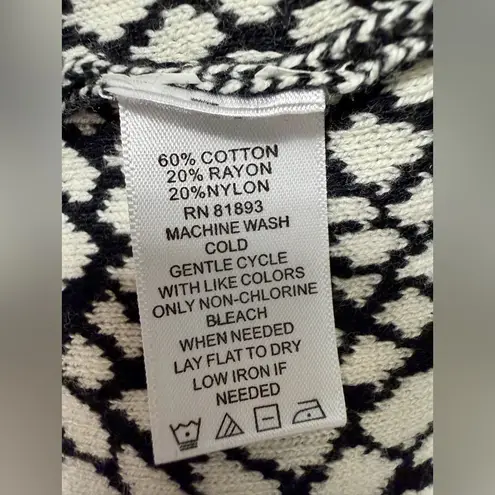 60% COTTON
20% RAYON
20%NYLON
RN 81893
MACHINE WASH
COLD
GENTLE CYCLE
WITH LIKE COLORS
ONLY NON-CHLORINE
BLEACH
WHEN NEEDED
LAY FLAT TO DRY
LOW IRON IF
NEEDED